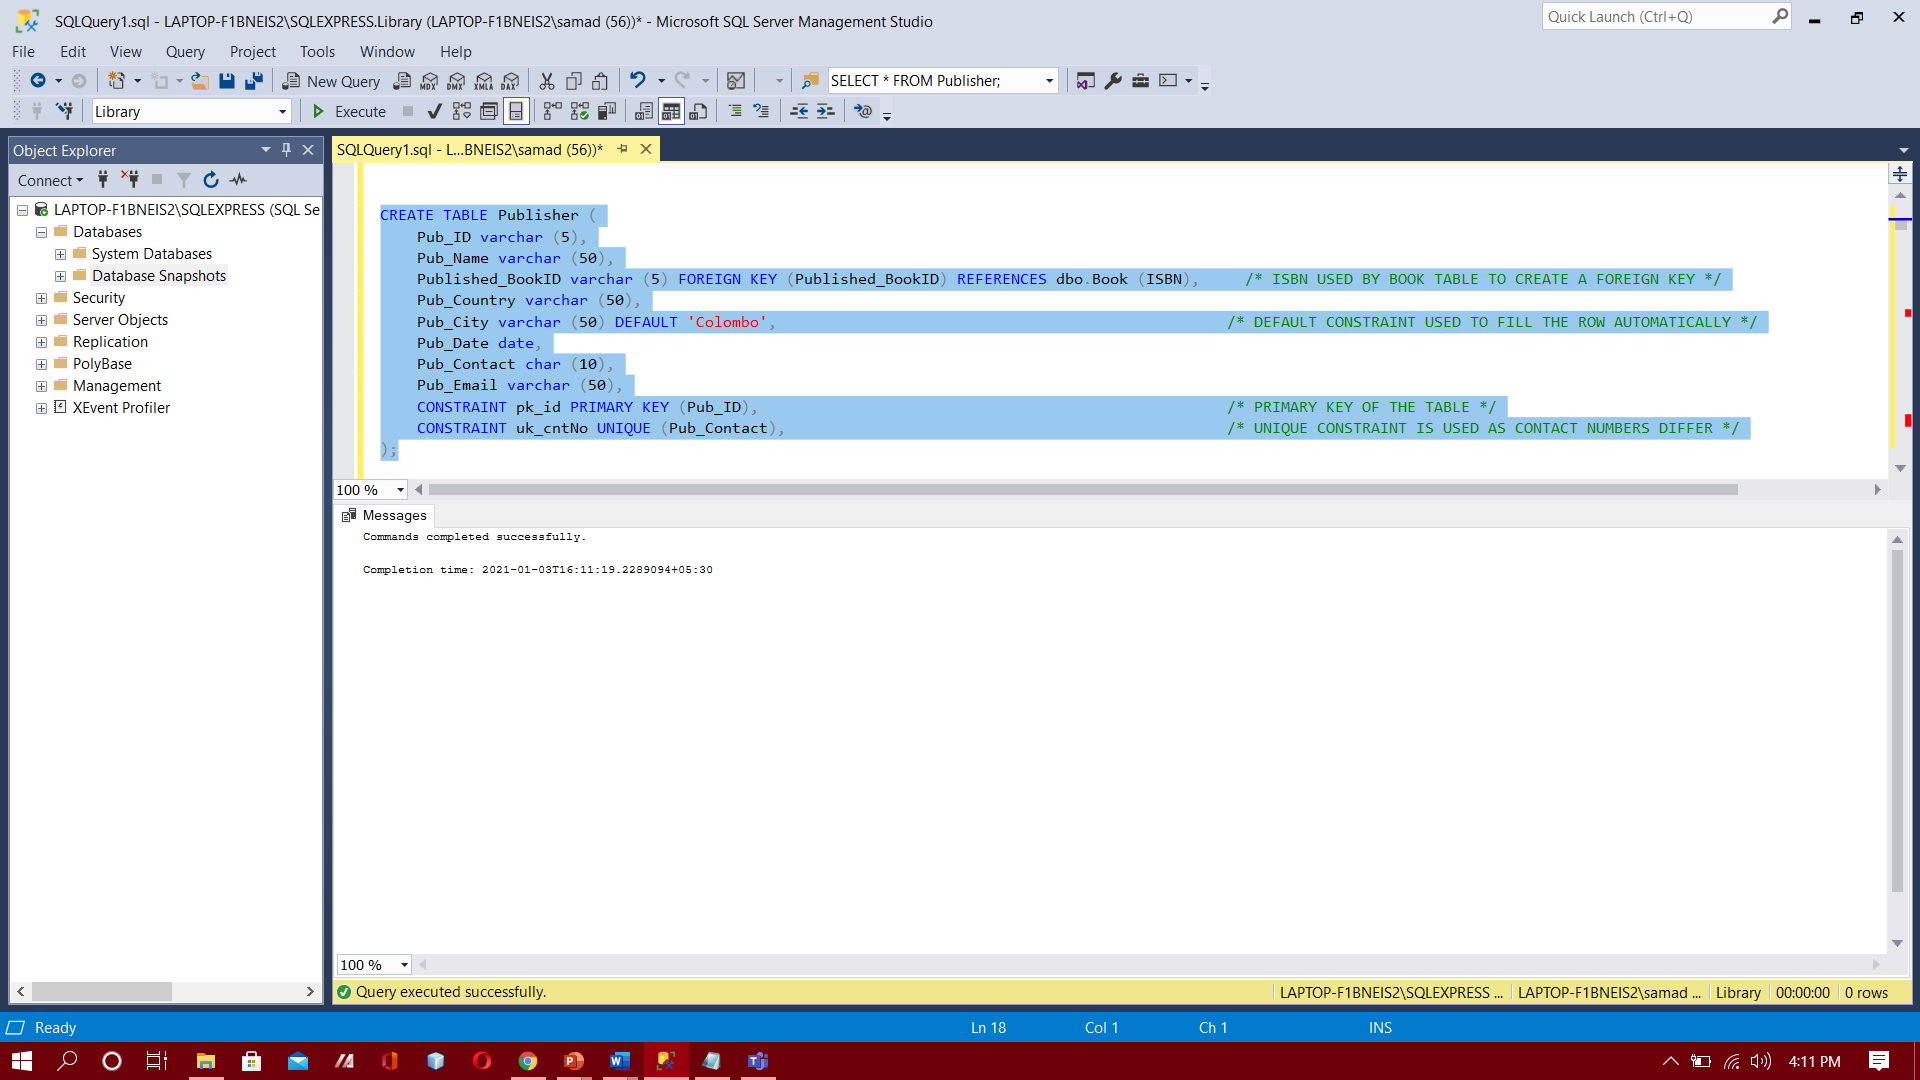 SQLQuery1.sql - LAPTOP-F1BNEIS2\SQLEXPRESS.Library (LAPTOP-F1BNEIS2\samad (56))* - Microsoft SQL Server Management Studio
Quick Launch (Ctrl+Q)
File Edit View Query Project Tools Window Help
New Query MDX DMX XMLA DAX SELECT * FROM Publisher;
Library Execute
Object Explorer
SQLQuery1.sql - L...BNEIS2\samad (56))*
Connect
LAPTOP-F1BNEIS2\SQLEXPRESS (SQL Se
Databases
System Databases
Database Snapshots
Security
Server Objects
Replication
PolyBase
Management
XEvent Profiler
CREATE TABLE Publisher (
Pub_ID varchar (5),
Pub_Name varchar (50),
Published_BookID varchar (5) FOREIGN KEY (Published_BookID) REFERENCES dbo.Book (ISBN), /* ISBN USED BY BOOK TABLE TO CREATE A FOREIGN KEY */
Pub_Country varchar (50),
Pub_City varchar (50) DEFAULT 'Colombo', /* DEFAULT CONSTRAINT USED TO FILL THE ROW AUTOMATICALLY */
Pub_Date date,
Pub_Contact char (10),
Pub_Email varchar (50),
CONSTRAINT pk_id PRIMARY KEY (Pub_ID), /* PRIMARY KEY OF THE TABLE */
CONSTRAINT uk_cntNo UNIQUE (Pub_Contact), /* UNIQUE CONSTRAINT IS USED AS CONTACT NUMBERS DIFFER */
);
100 %
Messages
Commands completed successfully.
Completion time: 2021-01-03T16:11:19.2289094+05:30
100 %
Query executed successfully. LAPTOP-F1BNEIS2\SQLEXPRESS ... LAPTOP-F1BNEIS2\samad ... Library 00:00:00 0 rows
Ready Ln 18 Col 1 Ch 1 INS
4:11 PM